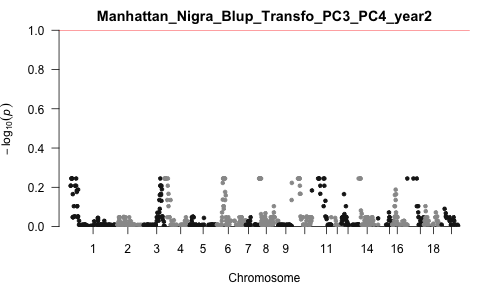 Manhattan_Nigra_Blup_Transfo_PC3_PC4_year2
1.0
0.8
0.6
0.4
0.2
0.0
−log10(p)
1 2 3 4 5 6 7 8 9 11 14 16 18
Chromosome